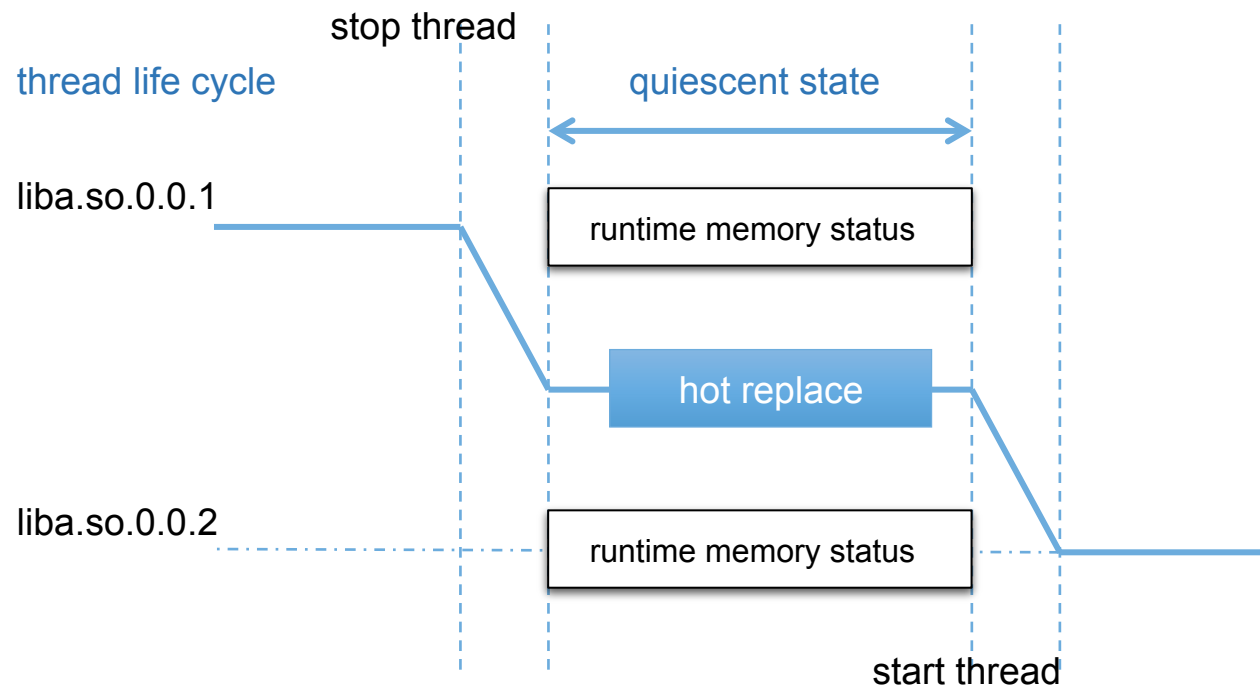 stop thread
thread life cycle
quiescent state
liba.so.0.0.1
runtime memory status
hot replace
liba.so.0.0.2
runtime memory status
start thread